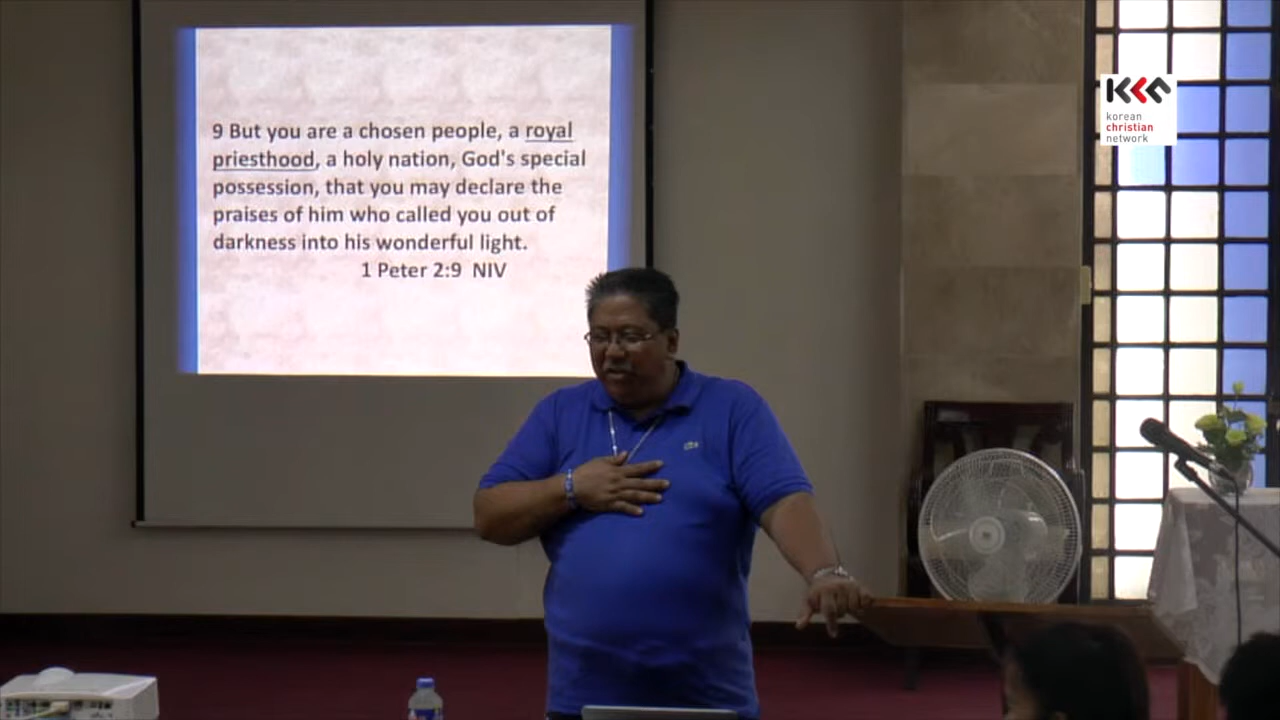 9 But you are a chosen people, a royal
priesthood, a holy nation, God's special
possession, that you may declare the
praises of him who called you out of
darkness into his wonderful light.
1 Peter 2:9 NIV
kcn
korean
christian
network